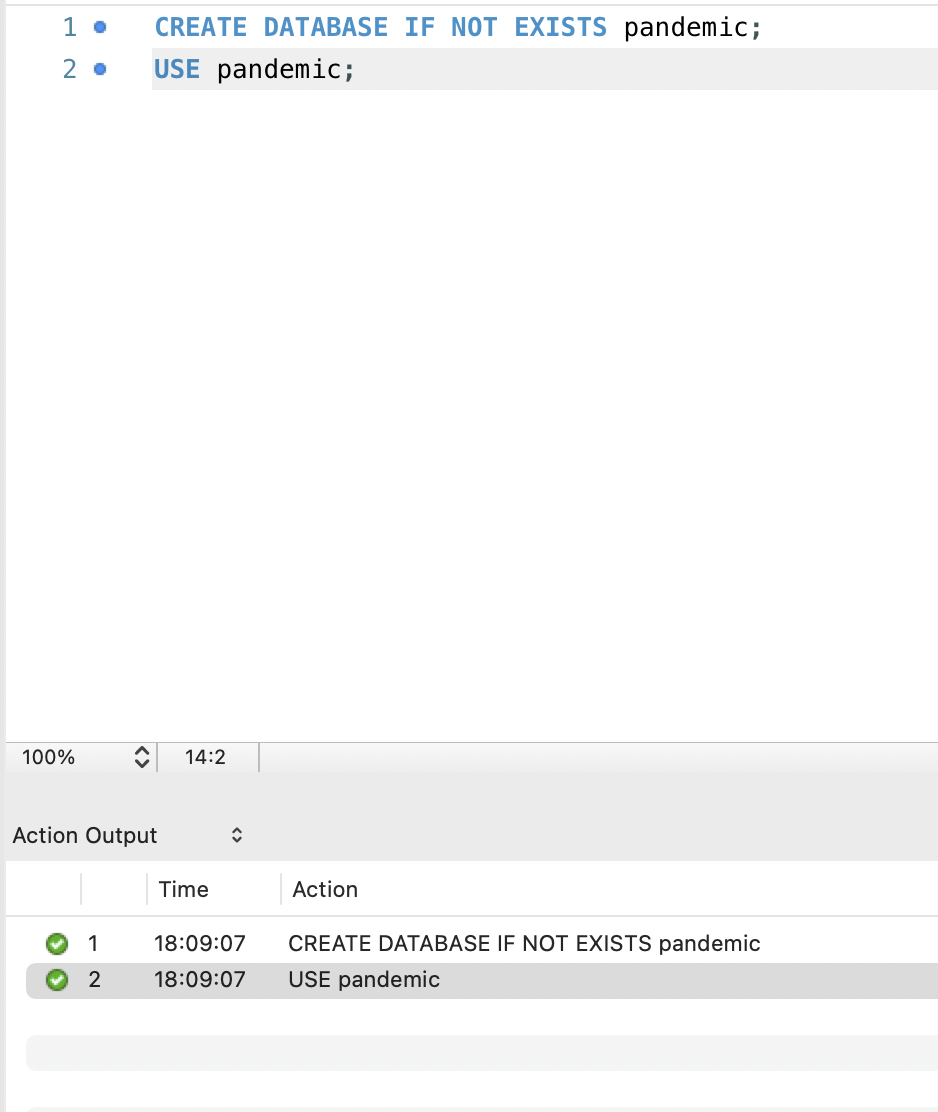 1 CREATE DATABASE IF NOT EXISTS pandemic;
2 USE pandemic;
100% 14:2
Action Output
Time Action
1 18:09:07 CREATE DATABASE IF NOT EXISTS pandemic
2 18:09:07 USE pandemic